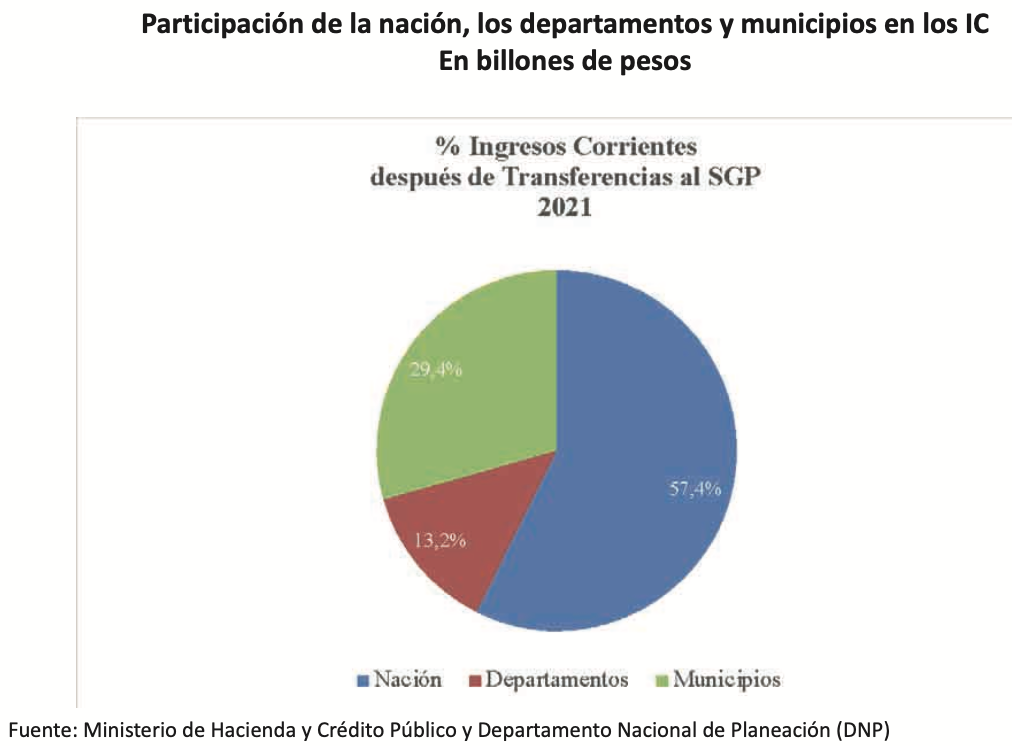 Participación de la nación, los departamentos y municipios en los IC
En billones de pesos
% Ingresos Corrientes
después de Transferencias al SGP
2021
29,4%
57,4%
13,2%
Nación Departamentos Municipios
Fuente: Ministerio de Hacienda y Crédito Público y Departamento Nacional de Planeación (DNP)